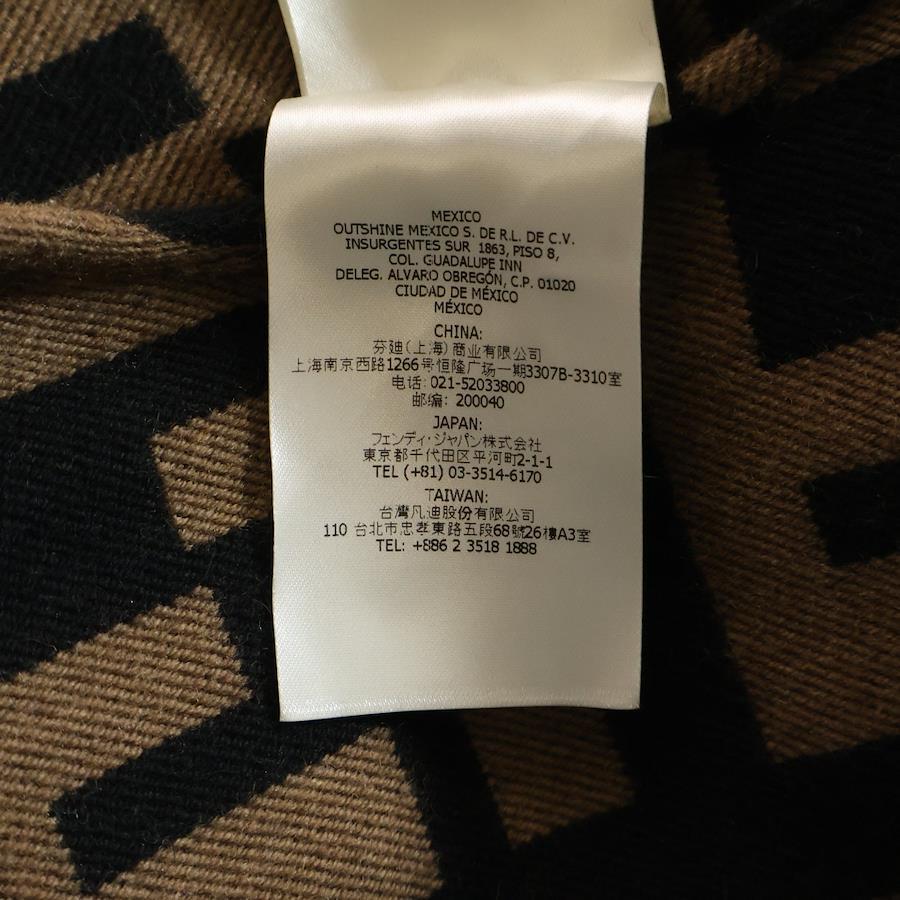 MEXICO
OUTSHINE MEXICO S. DE R.L. DE C.V.
INSURGENTES SUR 1863, PISO 8,
COL. GUADALUPE INN
DELEG. ALVARO OBREGÓN, C.P. 01020
CIUDAD DE MÉXICO
MÉXICO
CHINA:
芬迪(上海)商业有限公司
上海南京西路1266号恒隆广场一期3307B-3310室
电话: 021-52033800
邮编: 200040
JAPAN:
フェンディ・ジャパン株式会社
東京都千代田区平河町2-1-1
TEL (+81) 03-3514-6170
TAIWAN:
台灣凡迪股份有限公司
110 台北市忠孝東路五段68號26樓A3室
TEL: +886 2 3518 1888